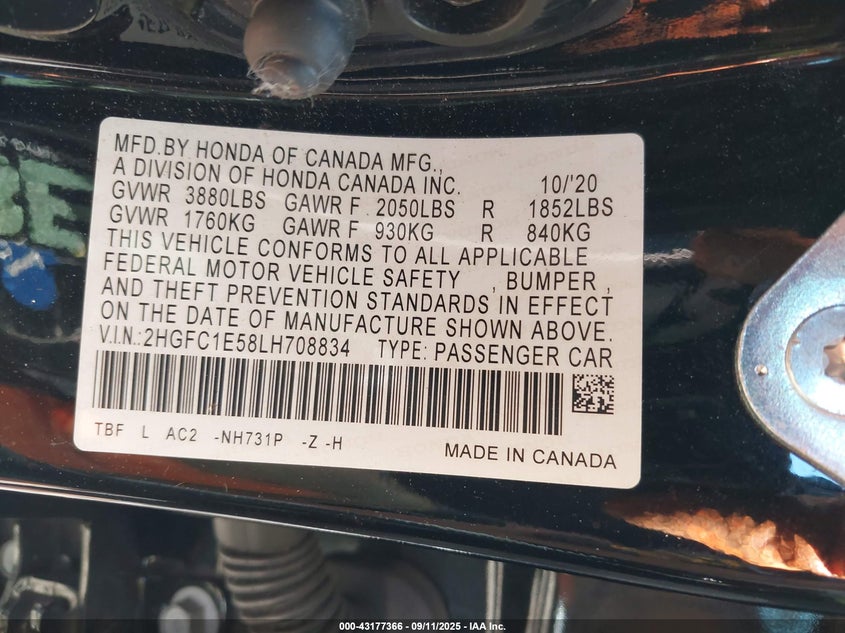 MFD.BY HONDA OF CANADA MFG.,
A DIVISION OF HONDA CANADA INC. 10/'20
GVWR 3880LBS GAWR F 2050LBS R 1852LBS
GVWR 1760KG GAWR F 930KG R 840KG
THIS VEHICLE CONFORMS TO ALL APPLICABLE
FEDERAL MOTOR VEHICLE SAFETY , BUMPER ,
AND THEFT PREVENTION STANDARDS IN EFFECT
ON THE DATE OF MANUFACTURE SHOWN ABOVE.
V.I.N.:2HGFC1E58LH708834 TYPE: PASSENGER CAR
TBF L AC2 -NH731P -Z -H MADE IN CANADA
000-43177366 - 09/11/2025 - IAA Inc.